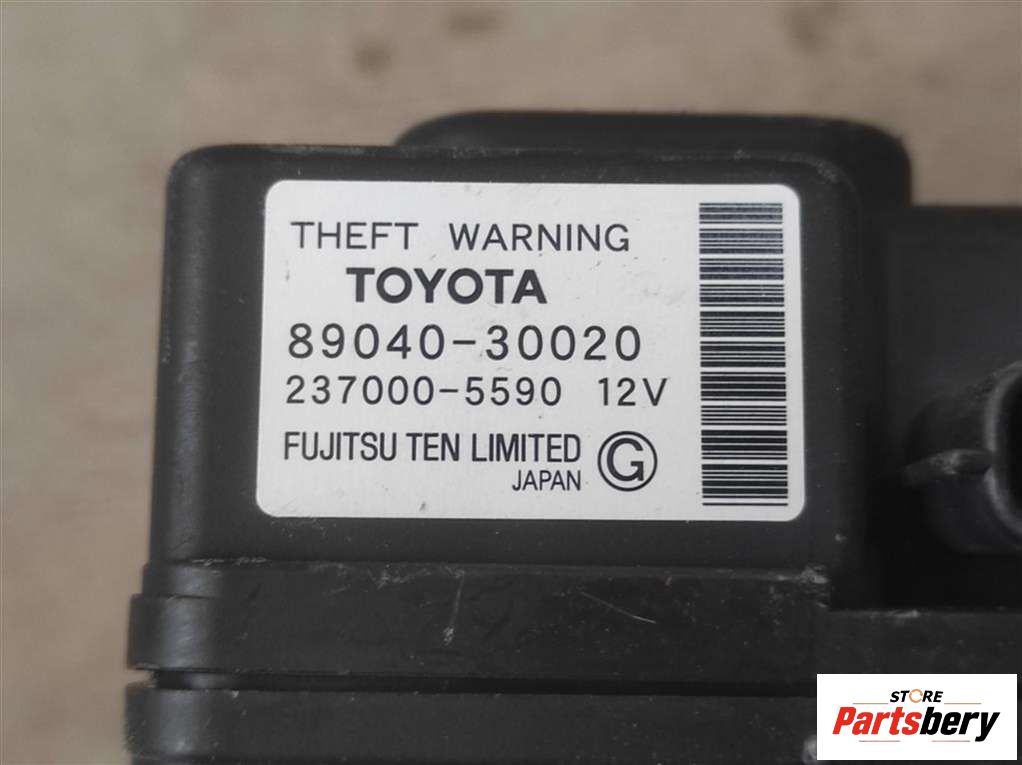 THEFT WARNING
TOYOTA
89040-30020
237000-5590 12V
FUJITSU TEN LIMITED G
JAPAN
STORE
Partsbery